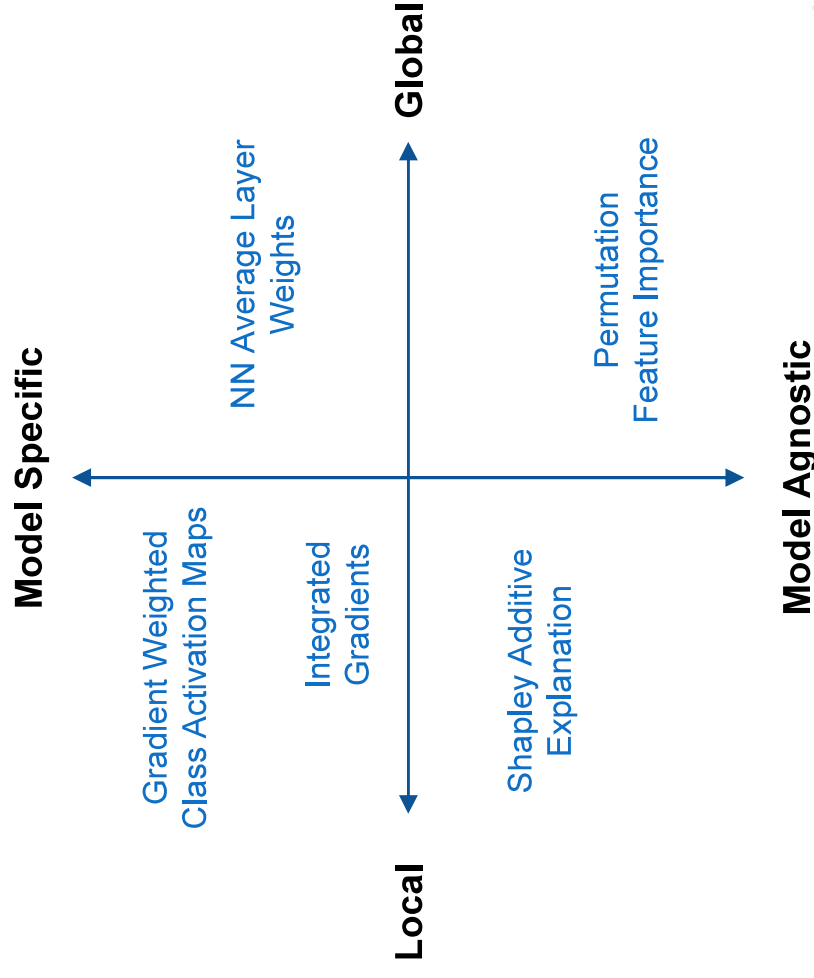 Model Specific
Gradient Weighted
Class Activation Maps
NN Average Layer
Weights
Integrated
Gradients
Local
Global
Shapley Additive
Explanation
Permutation
Feature Importance
Model Agnostic